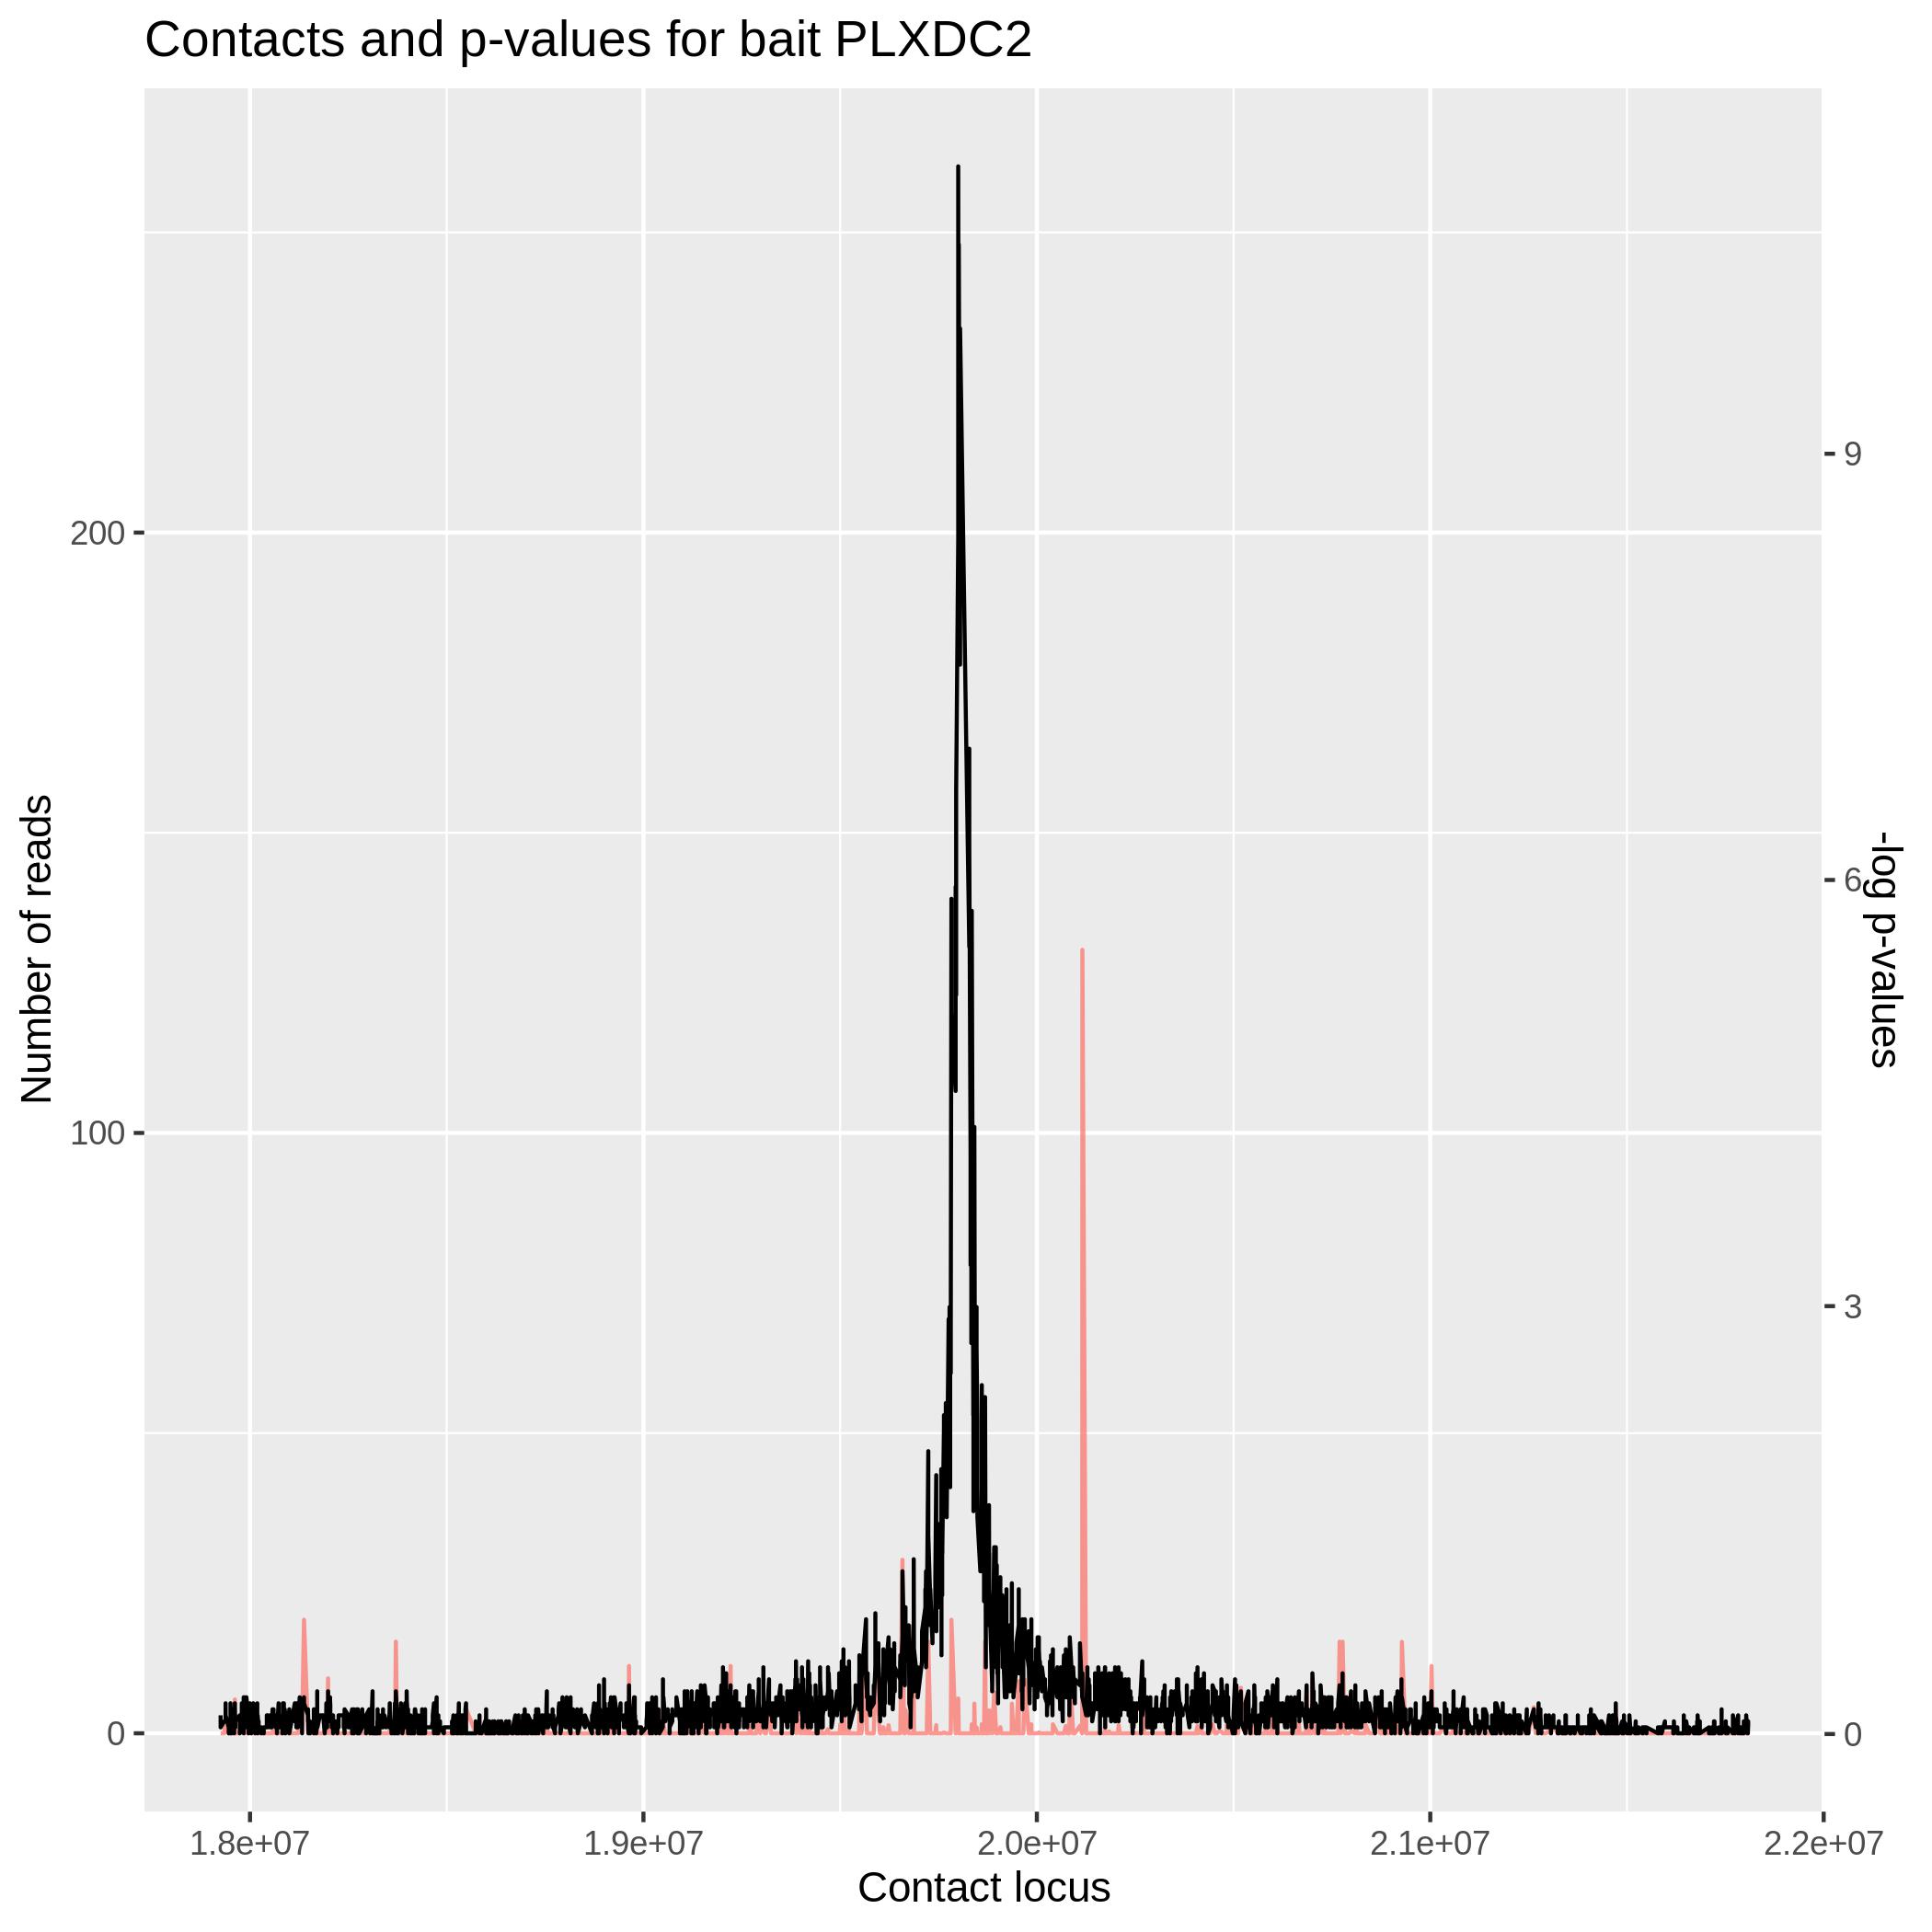 Contacts and p-values for bait PLXDC2
Number of reads
200
100
0
9
6
3
0
-log p-values
1.8e+07
1.9e+07
2.0e+07
2.1e+07
2.2e+07
Contact locus